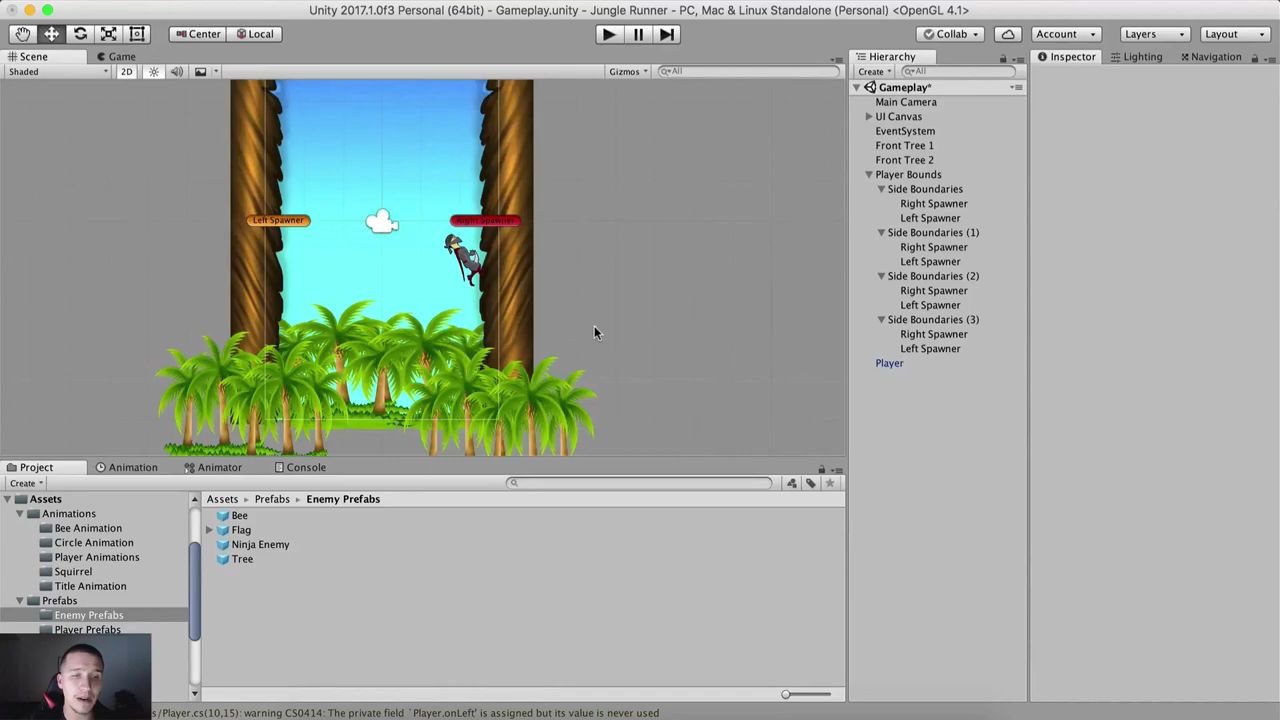 Unity 2017.1.0f3 Personal (64bit) - Gameplay.unity - Jungle Runner - PC, Mac & Linux Standalone (Personal) <OpenGL 4.1>
Center Local Collab Account Layers Layout
Scene Game Hierarchy Inspector Lighting Navigation
Shaded 2D Gizmos All Create All
Gameplay*
Main Camera
UI Canvas
EventSystem
Front Tree 1
Front Tree 2
Player Bounds
Side Boundaries
Right Spawner
Left Spawner
Side Boundaries (1)
Right Spawner
Left Spawner
Side Boundaries (2)
Right Spawner
Left Spawner
Side Boundaries (3)
Right Spawner
Left Spawner
Player
Left Spawner Right Spawner
Project Animation Animator Console
Create
Assets
Animations
Bee Animation
Circle Animation
Player Animations
Squirrel
Title Animation
Prefabs
Enemy Prefabs
Player Prefabs
Assets Prefabs Enemy Prefabs
Bee
Flag
Ninja Enemy
Tree
s/Player.cs(10,15): warning CS0414: The private field `Player.onLeft' is assigned but its value is never used